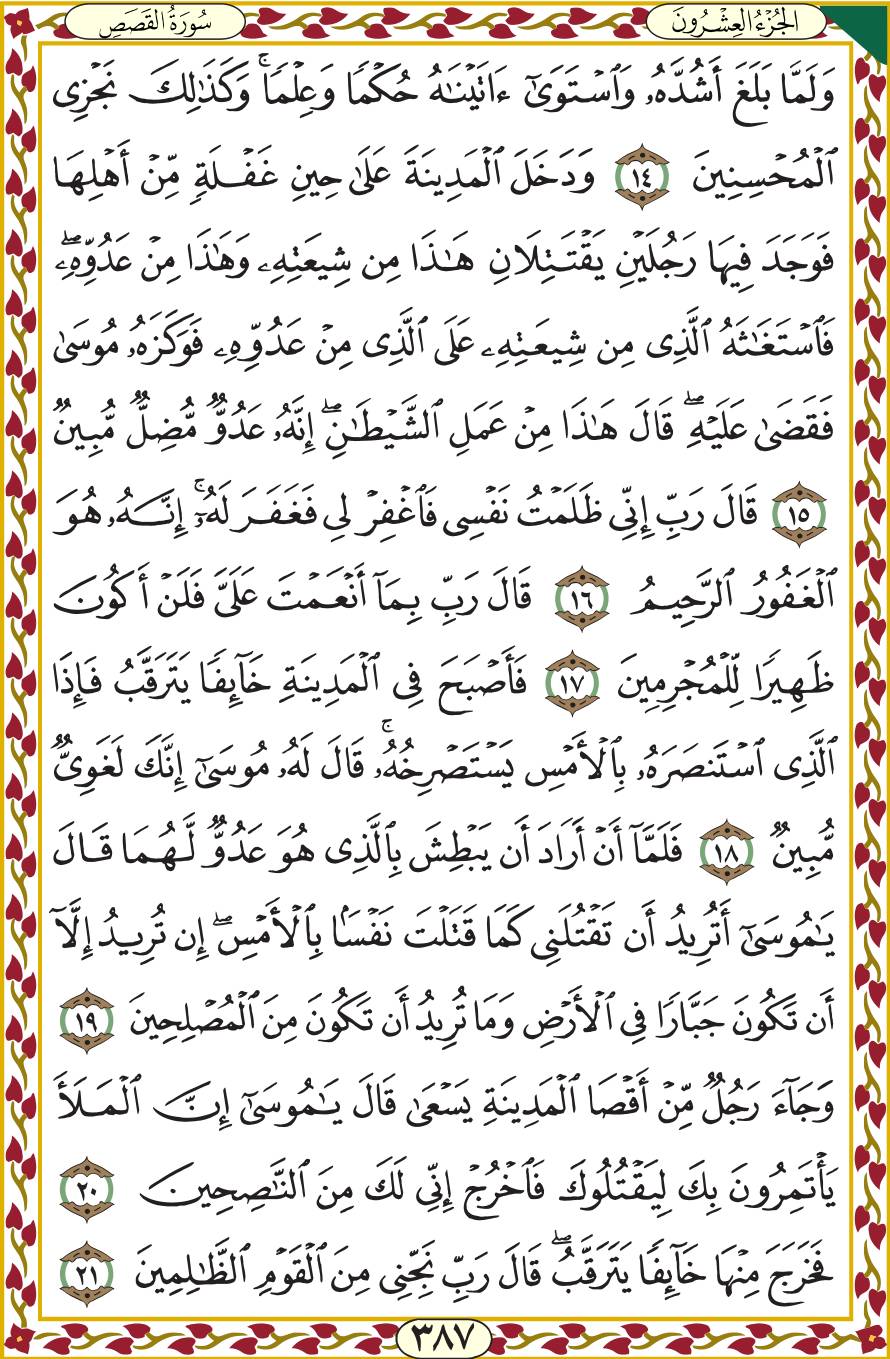 الجُزْءُ العِشْرُونَ
سُورَةُ القَصَصِ
وَلَمَّا بَلَغَ أَشُدَّهُۥ وَٱسْتَوَىٰٓ ءَاتَيْنَٰهُ حُكْمًا وَعِلْمًا ۚ وَكَذَٰلِكَ نَجْزِى
ٱلْمُحْسِنِينَ ١٤ وَدَخَلَ ٱلْمَدِينَةَ عَلَىٰ حِينِ غَفْلَةٍ مِّنْ أَهْلِهَا
فَوَجَدَ فِيهَا رَجُلَيْنِ يَقْتَتِلَانِ هَٰذَا مِن شِيعَتِهِۦ وَهَٰذَا مِنْ عَدُوِّهِۦ ۖ
فَٱسْتَغَٰثَهُ ٱلَّذِى مِن شِيعَتِهِۦ عَلَى ٱلَّذِى مِنْ عَدُوِّهِۦ فَوَكَزَهُۥ مُوسَىٰ
فَقَضَىٰ عَلَيْهِ ۖ قَالَ هَٰذَا مِنْ عَمَلِ ٱلشَّيْطَٰنِ ۖ إِنَّهُۥ عَدُوٌّ مُّضِلٌّ مُّبِينٌ
١٥ قَالَ رَبِّ إِنِّى ظَلَمْتُ نَفْسِى فَٱغْفِرْ لِى فَغَفَرَ لَهُۥٓ ۚ إِنَّهُۥ هُوَ
ٱلْغَفُورُ ٱلرَّحِيمُ ١٦ قَالَ رَبِّ بِمَآ أَنْعَمْتَ عَلَىَّ فَلَنْ أَكُونَ
ظَهِيرًا لِّلْمُجْرِمِينَ ١٧ فَأَصْبَحَ فِى ٱلْمَدِينَةِ خَآئِفًا يَتَرَقَّبُ فَإِذَا
ٱلَّذِى ٱسْتَنصَرَهُۥ بِٱلْأَمْسِ يَسْتَصْرِخُهُۥ ۚ قَالَ لَهُۥ مُوسَىٰٓ إِنَّكَ لَغَوِىٌّ
مُّبِينٌ ١٨ فَلَمَّآ أَنْ أَرَادَ أَن يَبْطِشَ بِٱلَّذِى هُوَ عَدُوٌّ لَّهُمَا قَالَ
يَٰمُوسَىٰٓ أَتُرِيدُ أَن تَقْتُلَنِى كَمَا قَتَلْتَ نَفْسًۢا بِٱلْأَمْسِ ۖ إِن تُرِيدُ إِلَّآ
أَن تَكُونَ جَبَّارًا فِى ٱلْأَرْضِ وَمَا تُرِيدُ أَن تَكُونَ مِنَ ٱلْمُصْلِحِينَ ١٩
وَجَآءَ رَجُلٌ مِّنْ أَقْصَا ٱلْمَدِينَةِ يَسْعَىٰ قَالَ يَٰمُوسَىٰٓ إِنَّ ٱلْمَلَأَ
يَأْتَمِرُونَ بِكَ لِيَقْتُلُوكَ فَٱخْرُجْ إِنِّى لَكَ مِنَ ٱلنَّٰصِحِينَ ٢٠
فَخَرَجَ مِنْهَا خَآئِفًا يَتَرَقَّبُ ۖ قَالَ رَبِّ نَجِّنِى مِنَ ٱلْقَوْمِ ٱلظَّٰلِمِينَ ٢١
٣٨٧